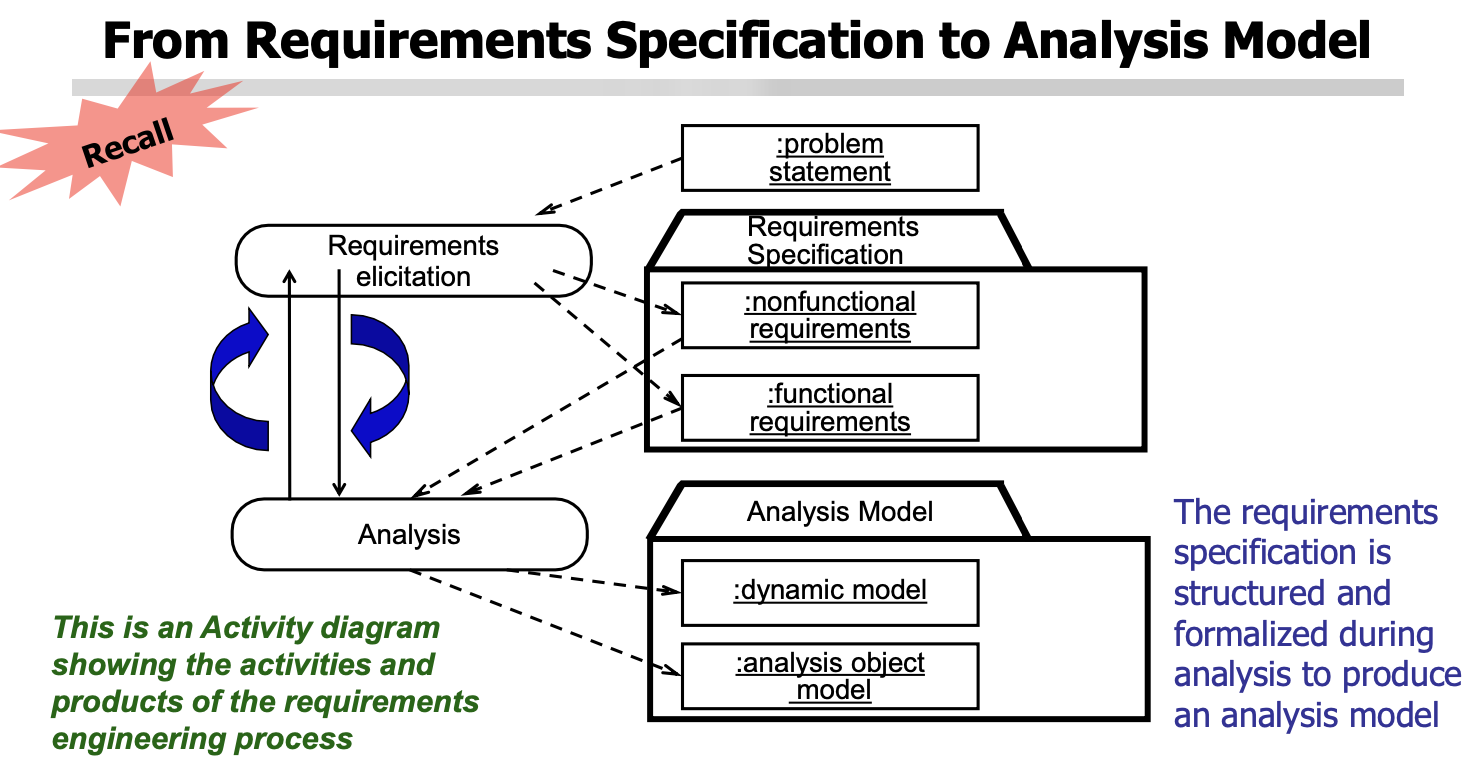 From Requirements Specification to Analysis Model
Recall
:problem
statement
Requirements
Specification
Requirements
elicitation
:nonfunctional
requirements
:functional
requirements
Analysis Model
Analysis
:dynamic model
:analysis object
model
The requirements
specification is
structured and
formalized during
analysis to produce
an analysis model
This is an Activity diagram
showing the activities and
products of the requirements
engineering process